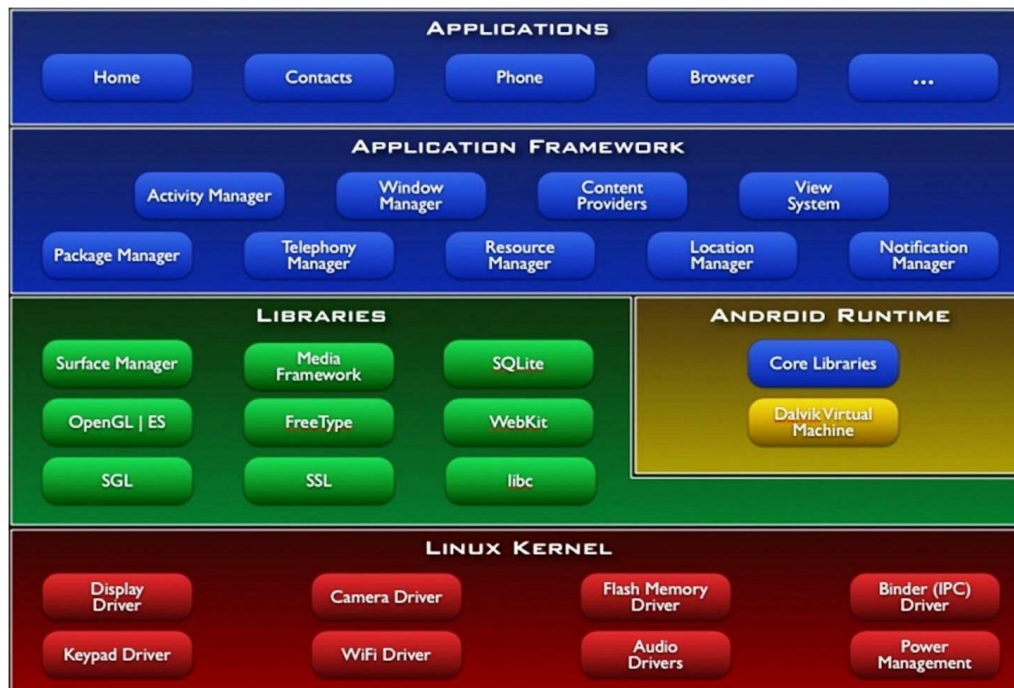 APPLICATIONS
Home
Contacts
Phone
Browser
...
APPLICATION FRAMEWORK
Activity Manager
Window
Manager
Content
Providers
View
System
Package Manager
Telephony
Manager
Resource
Manager
Location
Manager
Notification
Manager
LIBRARIES
Surface Manager
Media
Framework
SQLite
OpenGL | ES
FreeType
WebKit
SGL
SSL
libc
ANDROID RUNTIME
Core Libraries
Dalvik Virtual
Machine
LINUX KERNEL
Display
Driver
Camera Driver
Flash Memory
Driver
Binder (IPC)
Driver
Keypad Driver
WiFi Driver
Audio
Drivers
Power
Management